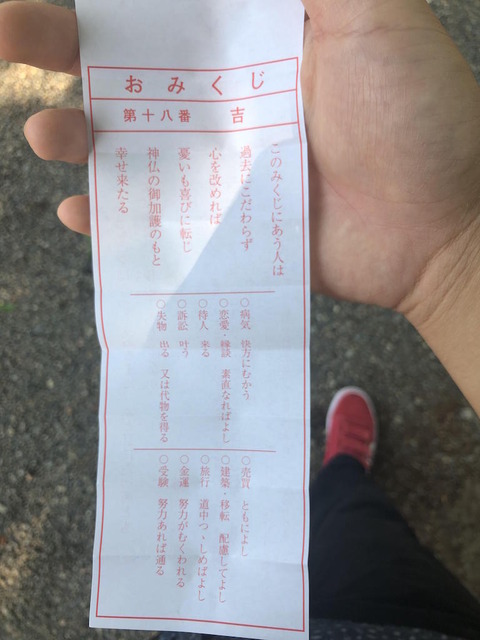 おみくじ
第十八番 吉
このみくじにあう人は
過去にこだわらず
心を改めれば
憂いも喜びに転じ
神仏の御加護のもと
幸せ来たる
○病気 快方にむかう
○恋愛・縁談 素直なればよし
○待人 来る
○訴訟 叶う
○失物 出る 又は代物を得る
○売買 ともによし
○建築・移転 配慮してよし
○旅行 道中つゝしめばよし
○金運 努力がむくわれる
○受験 努力あれば通る